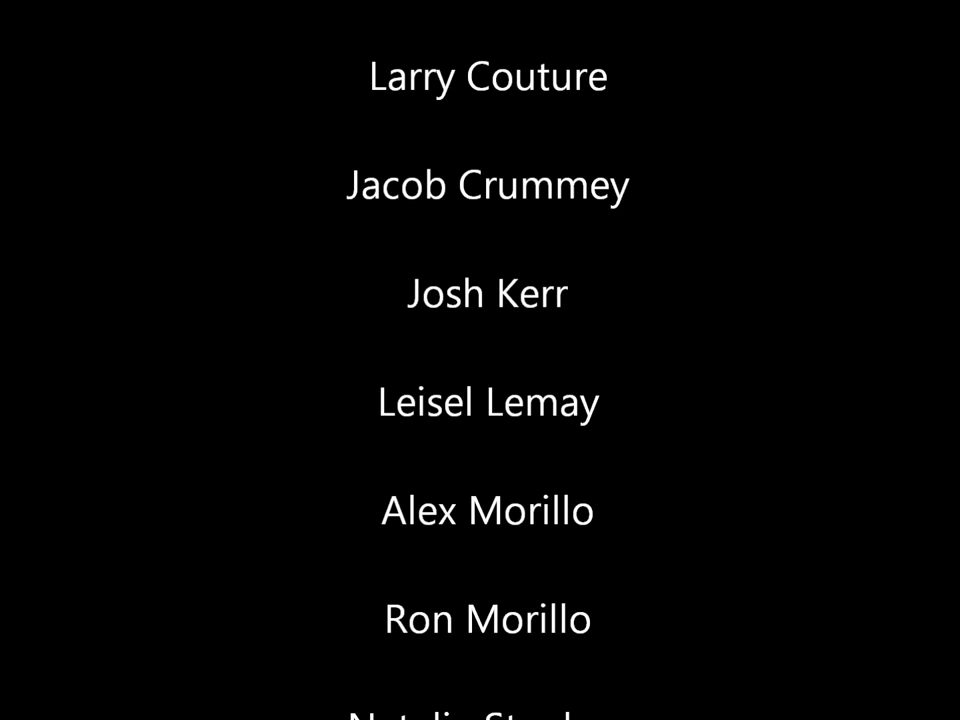 Larry Couture
Jacob Crummey
Josh Kerr
Leisel Lemay
Alex Morillo
Ron Morillo